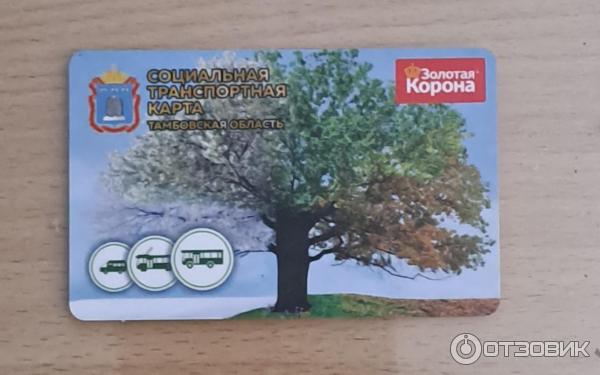 СОЦИАЛЬНАЯ
ТРАНСПОРТНАЯ
КАРТА
ТАМБОВСКАЯ ОБЛАСТЬ
Золотая
Корона
ОТЗОВИК